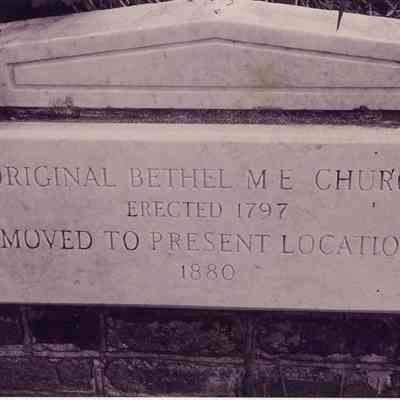 ORIGINAL BETHEL M E CHURC
ERECTED 1797
MOVED TO PRESENT LOCATIO
1880